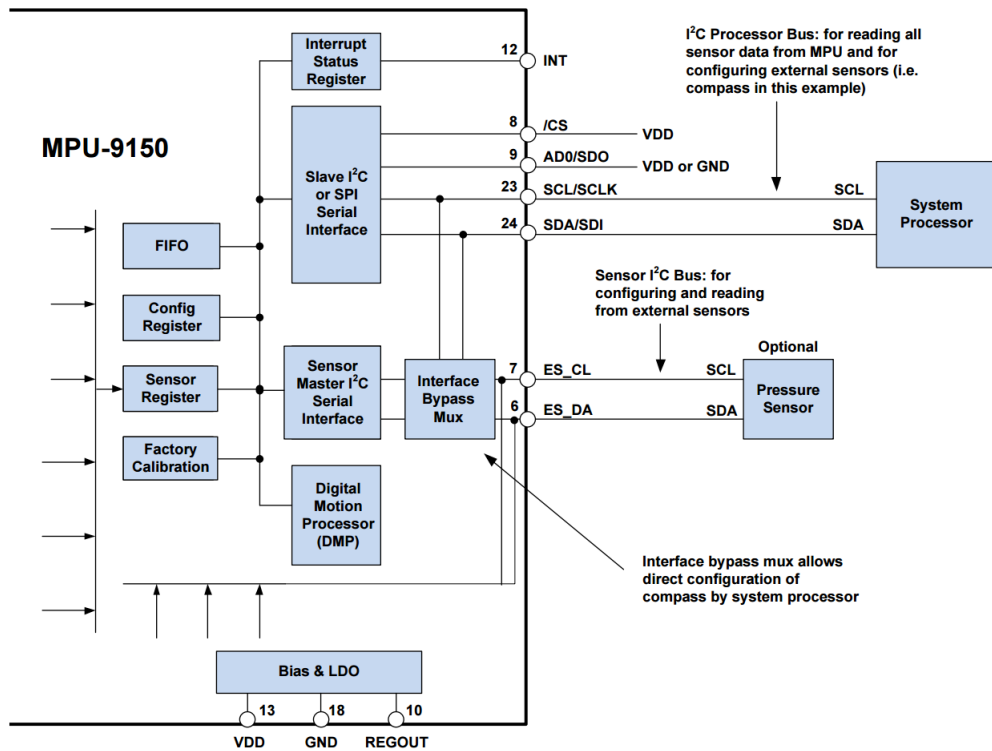 MPU-9150
Interrupt
Status
Register
12
INT
I²C Processor Bus: for reading all
sensor data from MPU and for
configuring external sensors (i.e.
compass in this example)
Slave I²C
or SPI
Serial
Interface
8
/CS
VDD
9
AD0/SDO
VDD or GND
23
SCL/SCLK
SCL
24
SDA/SDI
SDA
System
Processor
FIFO
Config
Register
Sensor
Register
Factory
Calibration
Sensor
Master I²C
Serial
Interface
Interface
Bypass
Mux
Digital
Motion
Processor
(DMP)
Sensor I²C Bus: for
configuring and reading
from external sensors
7
ES_CL
SCL
6
ES_DA
SDA
Optional
Pressure
Sensor
Interface bypass mux allows
direct configuration of
compass by system processor
Bias & LDO
13
18
10
VDD
GND
REGOUT